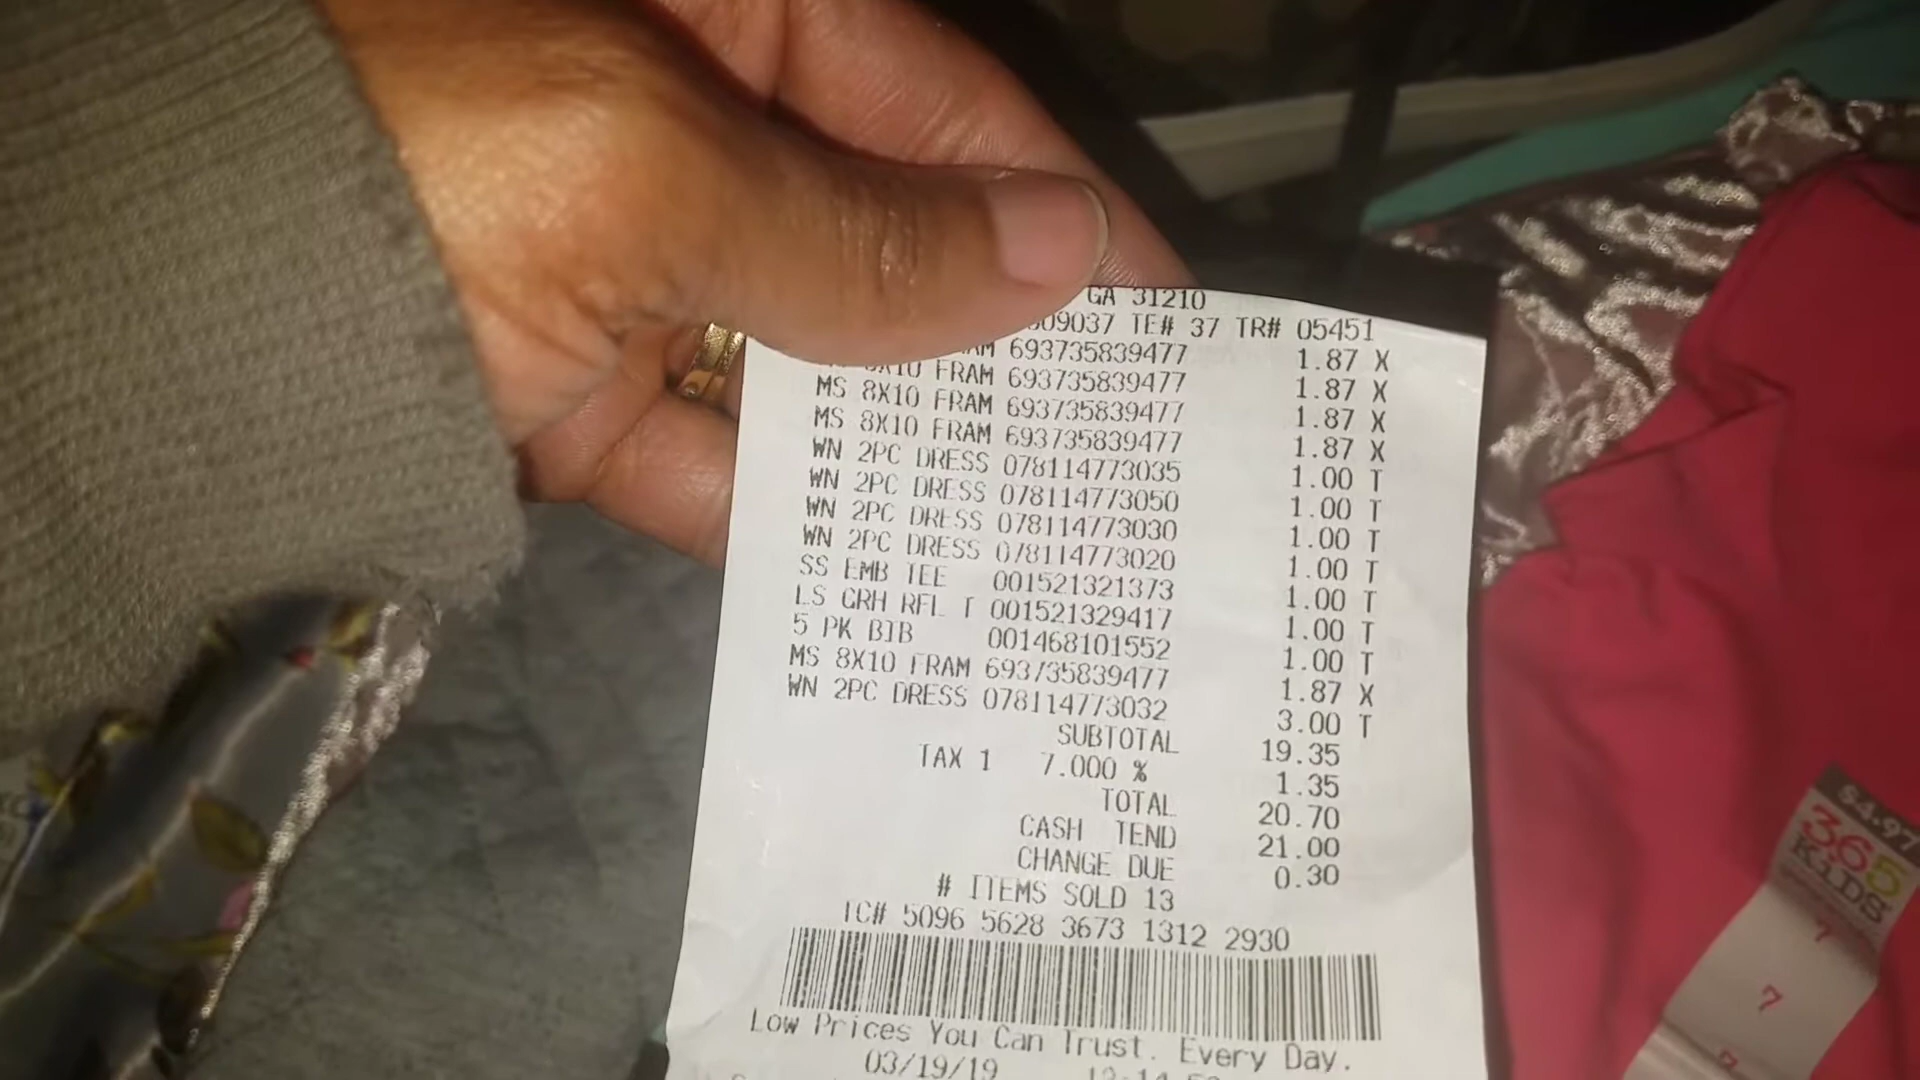 GA 31210
09037 TE# 37 TR# 05451
693735839477 1.87 X
FRAM 693735839477 1.87 X
MS 8X10 FRAM 693735839477 1.87 X
MS 8X10 FRAM 693735839477 1.87 X
WN 2PC DRESS 078114773035 1.00 T
WN 2PC DRESS 078114773050 1.00 T
WN 2PC DRESS 078114773030 1.00 T
WN 2PC DRESS 078114773020 1.00 T
SS EMB TEE 001521321373 1.00 T
LS GRH RFL T 001521329417 1.00 T
5 PK BIB 001468101552 1.00 T
MS 8X10 FRAM 693735839477 1.87 X
WN 2PC DRESS 078114773032 3.00 T
SUBTOTAL 19.35
TAX 1 7.000 % 1.35
TOTAL 20.70
CASH TEND 21.00
CHANGE DUE 0.30
# ITEMS SOLD 13
TC# 5096 5628 3673 1312 2930
Low Prices You Can Trust. Every Day.
03/19/19
$4.97
365
KiDS
7
7
7